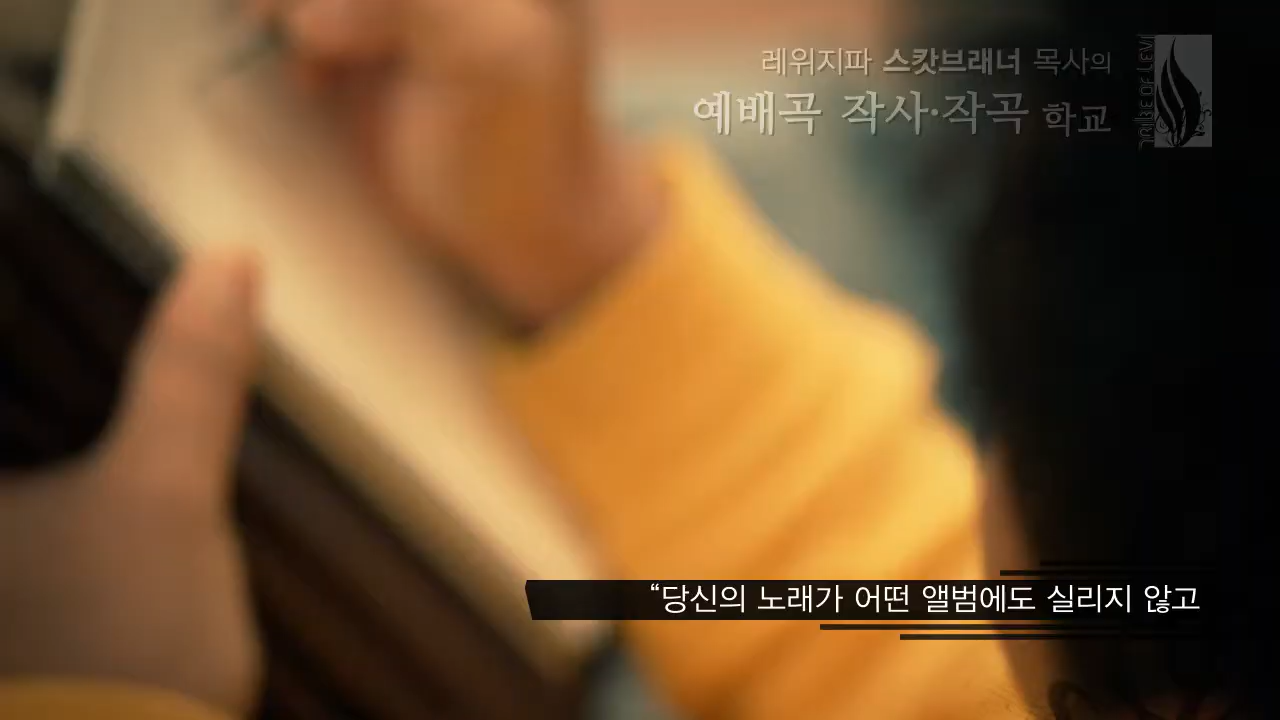 레위지파 스캇브래너 목사의
예배곡 작사·작곡 학교
“당신의 노래가 어떤 앨범에도 실리지 않고